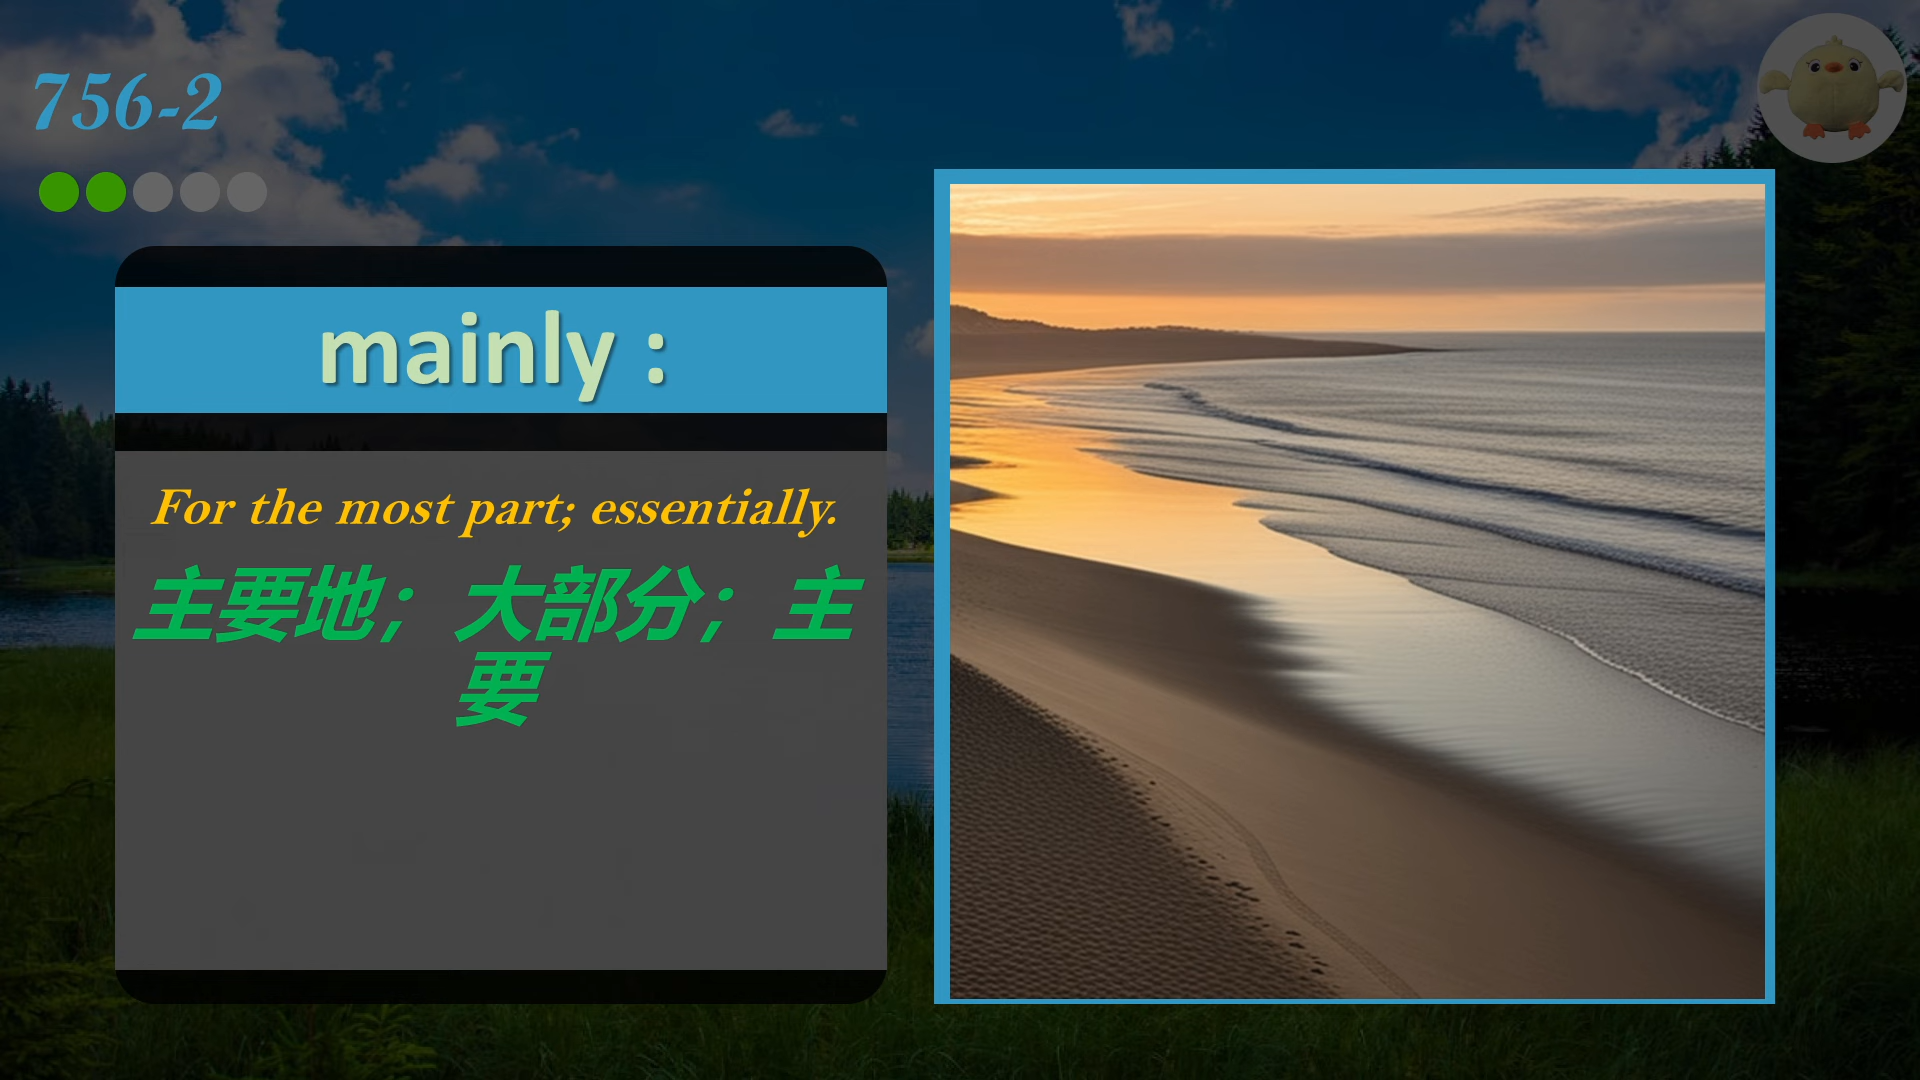 756-2
mainly :
For the most part; essentially.
主要地；大部分；主
要